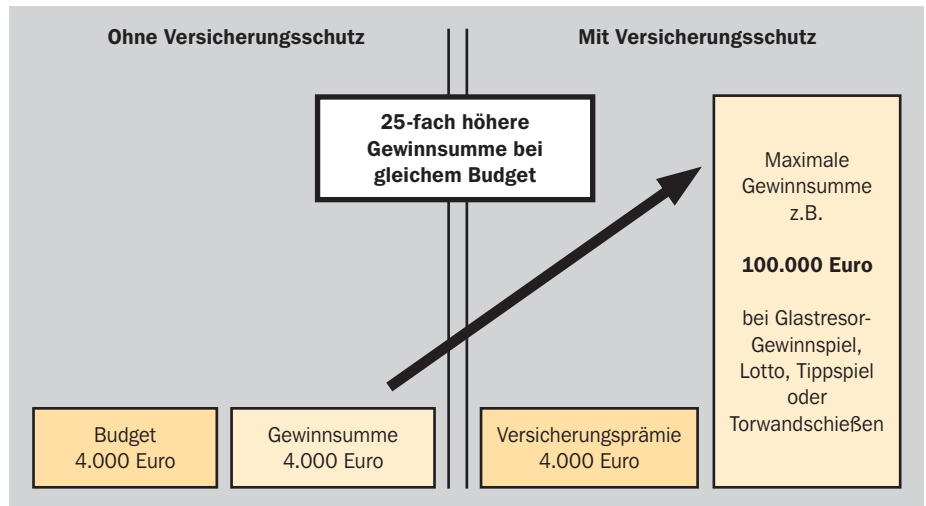 Ohne Versicherungsschutz
Mit Versicherungsschutz
25-fach höhere
Gewinnsumme bei
gleichem Budget
Maximale
Gewinnsumme
z.B.
100.000 Euro
bei Glastresor-
Gewinnspiel,
Lotto, Tippspiel
oder
Torwandschießen
Budget
4.000 Euro
Gewinnsumme
4.000 Euro
Versicherungsprämie
4.000 Euro